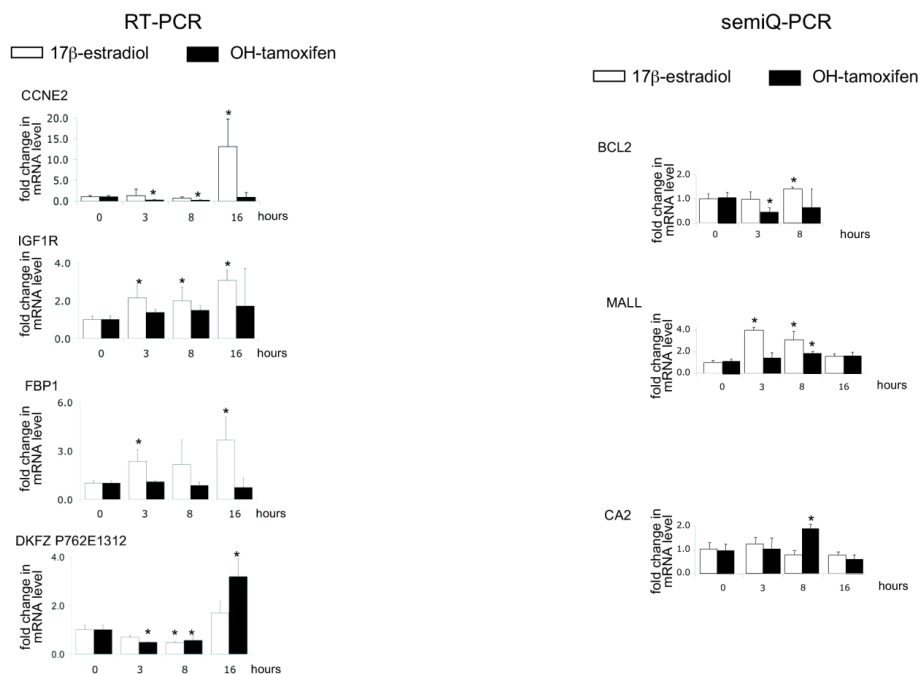 RT-PCR
17β-estradiol OH-tamoxifen
CCNE2
fold change in
mRNA level
20.0
15.0
10.0
5.0
0.0
*
*
*
0 3 8 16 hours
IGF1R
fold change in
mRNA level
4.0
2.0
0.0
* * *
0 3 8 16 hours
FBP1
fold change in
mRNA level
6.0
3.0
0.0
* *
0 3 8 16 hours
DKFZ P762E1312
fold change in
mRNA level
4.0
2.0
0.0
* * * *
0 3 8 16 hours
semiQ-PCR
17β-estradiol OH-tamoxifen
BCL2
fold change in
mRNA level
2.0
1.0
0.0
* *
0 3 8 hours
MALL
fold change in
mRNA level
4.0
2.0
0.0
* * *
0 3 8 16 hours
CA2
fold change in
mRNA level
2.0
1.0
0.0
*
0 3 8 16 hours